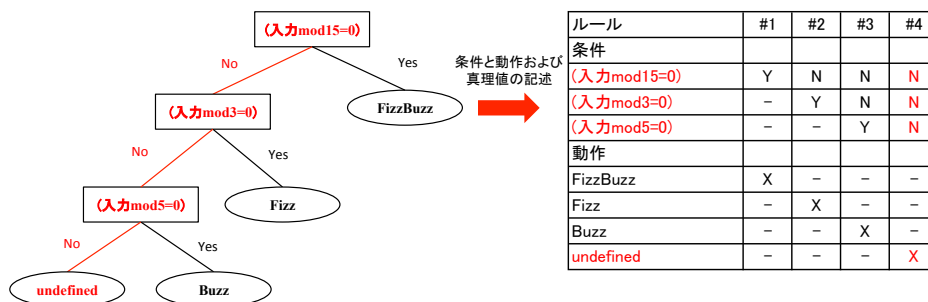 (入力mod15=0)
No
Yes
(入力mod3=0)
FizzBuzz
No
Yes
(入力mod5=0)
Fizz
No
Yes
undefined
Buzz
条件と動作および
真理値の記述
ルール #1 #2 #3 #4
条件
(入力mod15=0) Y N N N
(入力mod3=0) - Y N N
(入力mod5=0) - - Y N
動作
FizzBuzz X - - -
Fizz - X - -
Buzz - - X -
undefined - - - X